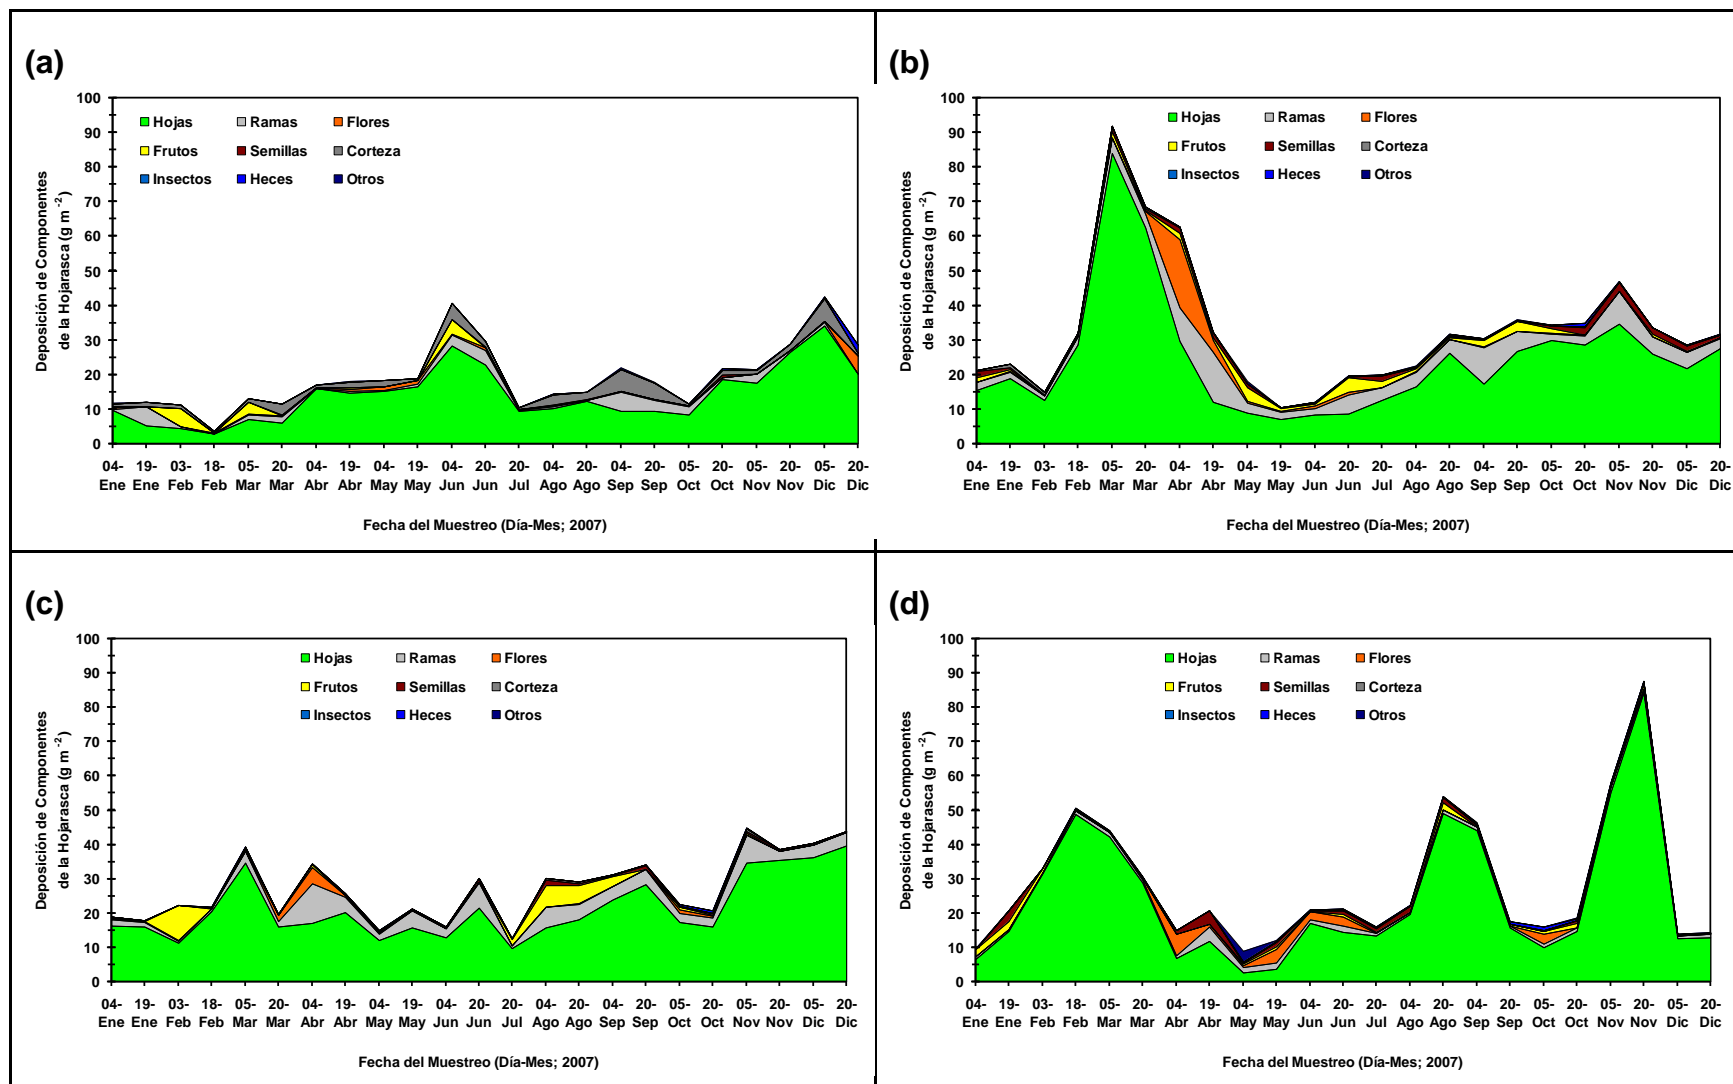 (a)
100
90
80
70
60
50
40
30
20
10
0
Deposición de Componentes
de la Hojarasca (g m -2)
Hojas Ramas Flores
Frutos Semillas Corteza
Insectos Heces Otros
04- 19- 03- 18- 05- 20- 04- 19- 04- 19- 04- 20- 20- 04- 20- 04- 20- 05- 20- 05- 20- 05- 20-
Ene Ene Feb Feb Mar Mar Abr Abr May May Jun Jun Jul Ago Ago Sep Sep Oct Oct Nov Nov Dic Dic
Fecha del Muestreo (Día-Mes; 2007)
(b)
100
90
80
70
60
50
40
30
20
10
0
Deposición de Componentes
de la Hojarasca (g m -2)
Hojas Ramas Flores
Frutos Semillas Corteza
Insectos Heces Otros
04- 19- 03- 18- 05- 20- 04- 19- 04- 19- 04- 20- 20- 04- 20- 04- 20- 05- 20- 05- 20- 05- 20-
Ene Ene Feb Feb Mar Mar Abr Abr May May Jun Jun Jul Ago Ago Sep Sep Oct Oct Nov Nov Dic Dic
Fecha del Muestreo (Día-Mes; 2007)
(c)
100
90
80
70
60
50
40
30
20
10
0
Deposición de Componentes
de la Hojarasca (g m -2)
Hojas Ramas Flores
Frutos Semillas Corteza
Insectos Heces Otros
04- 19- 03- 18- 05- 20- 04- 19- 04- 19- 04- 20- 20- 04- 20- 04- 20- 05- 20- 05- 20- 05- 20-
Ene Ene Feb Feb Mar Mar Abr Abr May May Jun Jun Jul Ago Ago Sep Sep Oct Oct Nov Nov Dic Dic
Fecha del Muestreo (Día-Mes; 2007)
(d)
100
90
80
70
60
50
40
30
20
10
0
Deposición de Componentes
de la Hojarasca (g m -2)
Hojas Ramas Flores
Frutos Semillas Corteza
Insectos Heces Otros
04- 19- 03- 18- 05- 20- 04- 19- 04- 19- 04- 20- 20- 04- 20- 04- 20- 05- 20- 05- 20- 05- 20-
Ene Ene Feb Feb Mar Mar Abr Abr May May Jun Jun Jul Ago Ago Sep Sep Oct Oct Nov Nov Dic Dic
Fecha del Muestreo (Día-Mes; 2007)